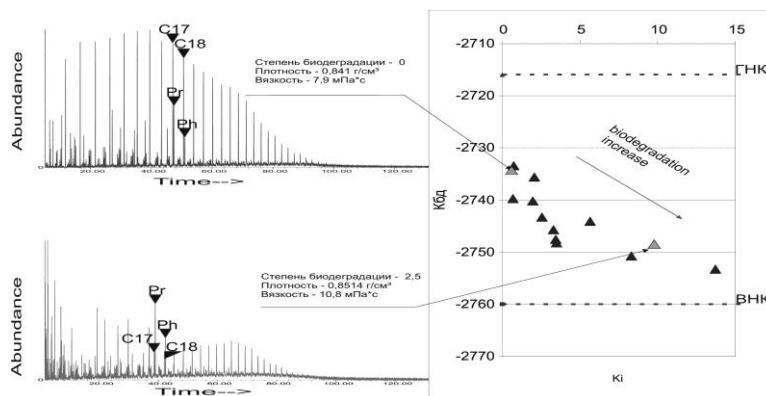 C17
C18
Pr
Ph
Abundance
Степень биодеградации - 0
Плотность - 0,841 г/см³
Вязкость - 7,9 мПа*с
20.00 40.00 60.00 80.00 100.00 120.00
Time-->
Pr
Ph
C17
C18
Abundance
Степень биодеградации - 2,5
Плотность - 0,8514 г/см³
Вязкость - 10,8 мПа*с
20.00 40.00 60.00 80.00 100.00 120.00
Time-->
0 5 10 15
-2710
-2720
-2730
-2740
-2750
-2760
-2770
ГНК
biodegradation
increase
ВНК
Кбд
Ki